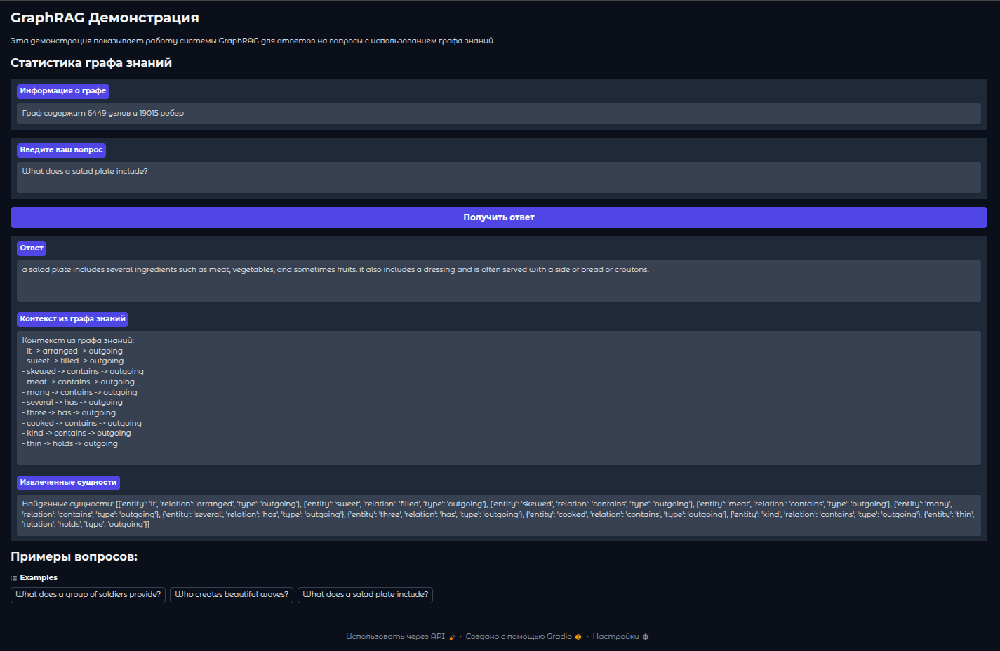 GraphRAG Демонстрация
Эта демонстрация показывает работу системы GraphRAG для ответов на вопросы с использованием графа знаний.
Статистика графа знаний
Информация о графе
Граф содержит 6449 узлов и 19015 ребер
Введите ваш вопрос
What does a salad plate include?
Получить ответ
Ответ
a salad plate includes several ingredients such as meat, vegetables, and sometimes fruits. it also includes a dressing and is often served with a side of bread or croutons.
Контекст из графа знаний
Контекст из графа знаний:
- it -> arranged -> outgoing
- sweet -> filled -> outgoing
- skewed -> contains -> outgoing
- meat -> contains -> outgoing
- many -> contains -> outgoing
- several -> has -> outgoing
- three -> has -> outgoing
- cooked -> contains -> outgoing
- kind -> contains -> outgoing
- thin -> holds -> outgoing
Извлеченные сущности
Найденные сущности: [{'entity': 'it', 'relation': 'arranged', 'type': 'outgoing'}, {'entity': 'sweet', 'relation': 'filled', 'type': 'outgoing'}, {'entity': 'skewed', 'relation': 'contains', 'type': 'outgoing'}, {'entity': 'meat', 'relation': 'contains', 'type': 'outgoing'}, {'entity': 'many',
'relation': 'contains', 'type': 'outgoing'}, {'entity': 'several', 'relation': 'has', 'type': 'outgoing'}, {'entity': 'three', 'relation': 'has', 'type': 'outgoing'}, {'entity': 'cooked', 'relation': 'contains', 'type': 'outgoing'}, {'entity': 'kind', 'relation': 'contains', 'type': 'outgoing'}, {'entity': 'thin',
'relation': 'holds', 'type': 'outgoing'}]
Примеры вопросов:
Examples
What does a group of soldiers provide? Who creates beautiful waves? What does a salad plate include?
Использовать через API · Создано с помощью Gradio · Настройки